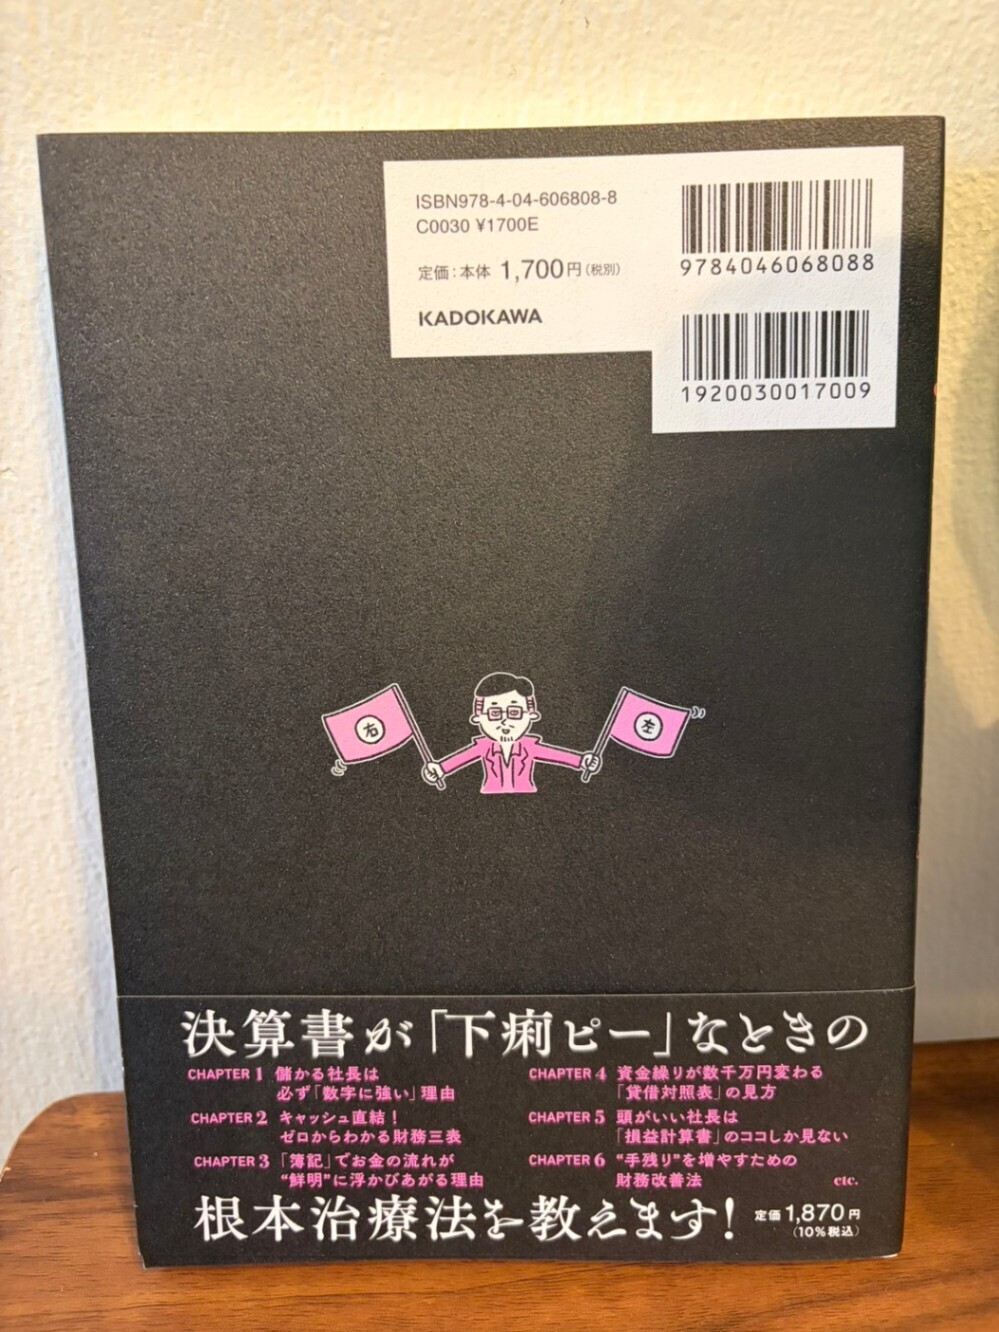 ISBN978-4-04-606808-8
C0030 ¥1700E
定価：本体 1,700円（税別）
KADOKAWA
9784046068088
1920030017009
右
左
決算書が「下痢ピー」なときの
CHAPTER 1 儲かる社長は
必ず「数字に強い」理由
CHAPTER 2 キャッシュ直結！
ゼロからわかる財務三表
CHAPTER 3 「簿記」でお金の流れが
“鮮明”に浮かびあがる理由
CHAPTER 4 資金繰りが数千万円変わる
「貸借対照表」の見方
CHAPTER 5 頭がいい社長は
「損益計算書」のココしか見ない
CHAPTER 6 “手残り”を増やすための
財務改善法
etc.
根本治療法を教えます！
定価1,870円
（10%税込）